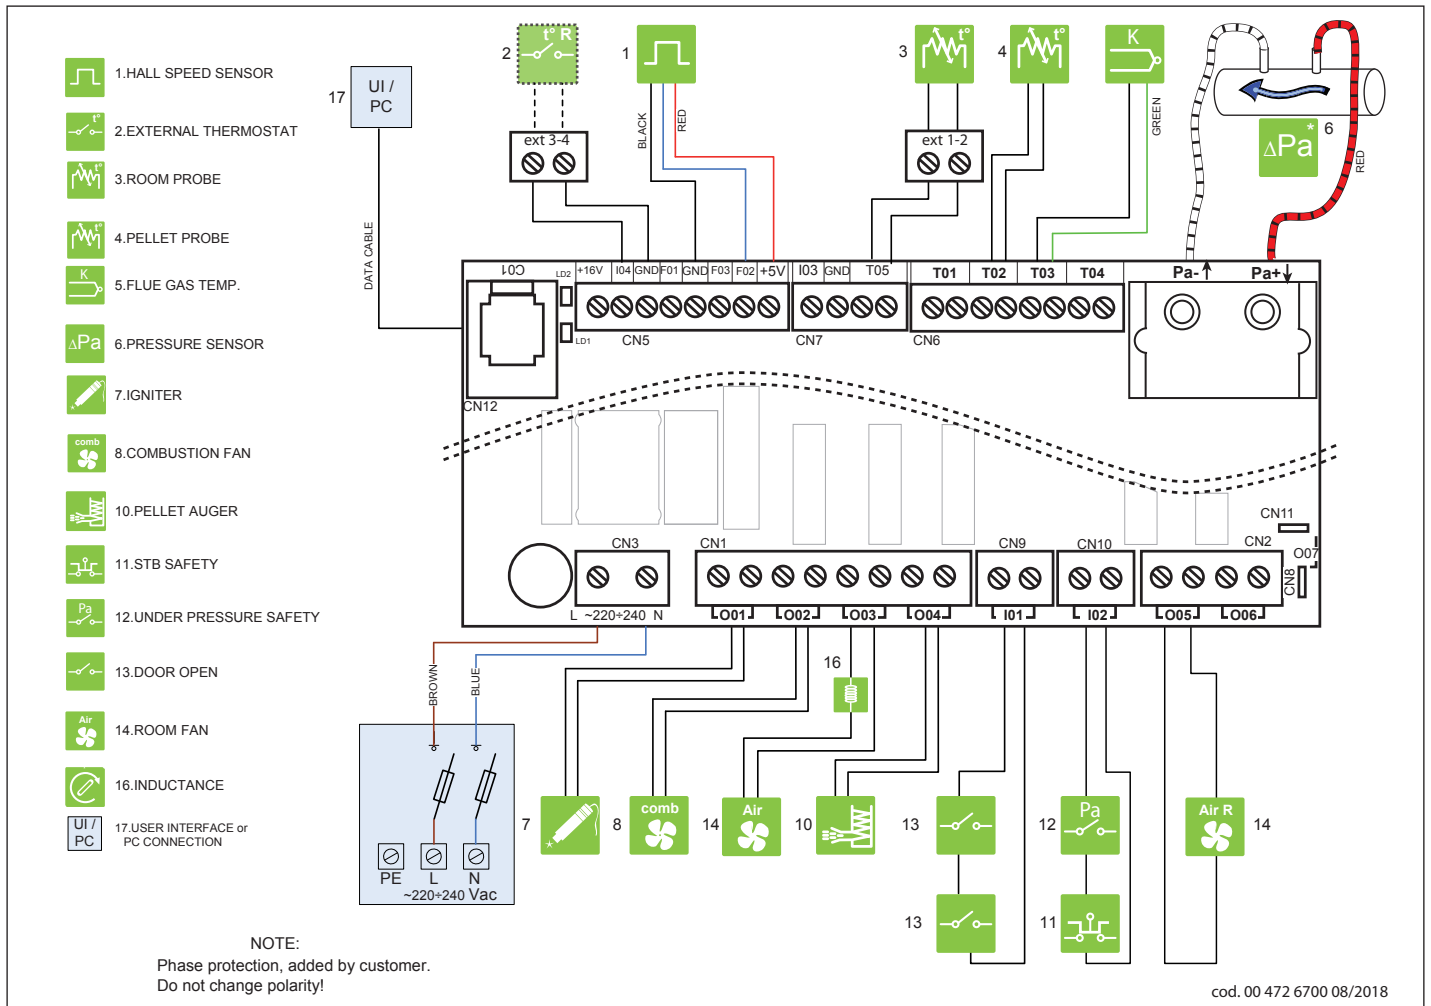 t°
1.HALL SPEED SENSOR
t°
2.EXTERNAL THERMOSTAT
t°
3.ROOM PROBE
t°
4.PELLET PROBE
K
5.FLUE GAS TEMP.
ΔPa
6.PRESSURE SENSOR
7.IGNITER
comb
8.COMBUSTION FAN
10.PELLET AUGER
11.STB SAFETY
Pa
12.UNDER PRESSURE SAFETY
13.DOOR OPEN
Air
14.ROOM FAN
16.INDUCTANCE
UI /
PC
17.USER INTERFACE or
PC CONNECTION
17
UI /
PC
2
t° R
1
3
t°
4
t°
K
6
ΔPa*
ext 3-4
ext 1-2
BLACK
RED
GREEN
RED
DATA CABLE
C01
LD2
+16V I04 GND F01 GND F03 F02 +5V
I03 GND T05
T01 T02 T03 T04
Pa- Pa+
LD1
CN5
CN7
CN6
CN12
CN11
CN3
CN1
CN9
CN10
CN2
O07
CN8
L ~220÷240 N
O01 O02 O03 O04
I01
I02
O05 O06
BROWN
BLUE
16
7
8
comb
14
Air
10
13
12
Pa
Air R
14
13
11
PE L N
~220÷240 Vac
NOTE:
Phase protection, added by customer.
Do not change polarity!
cod. 00 472 6700 08/2018